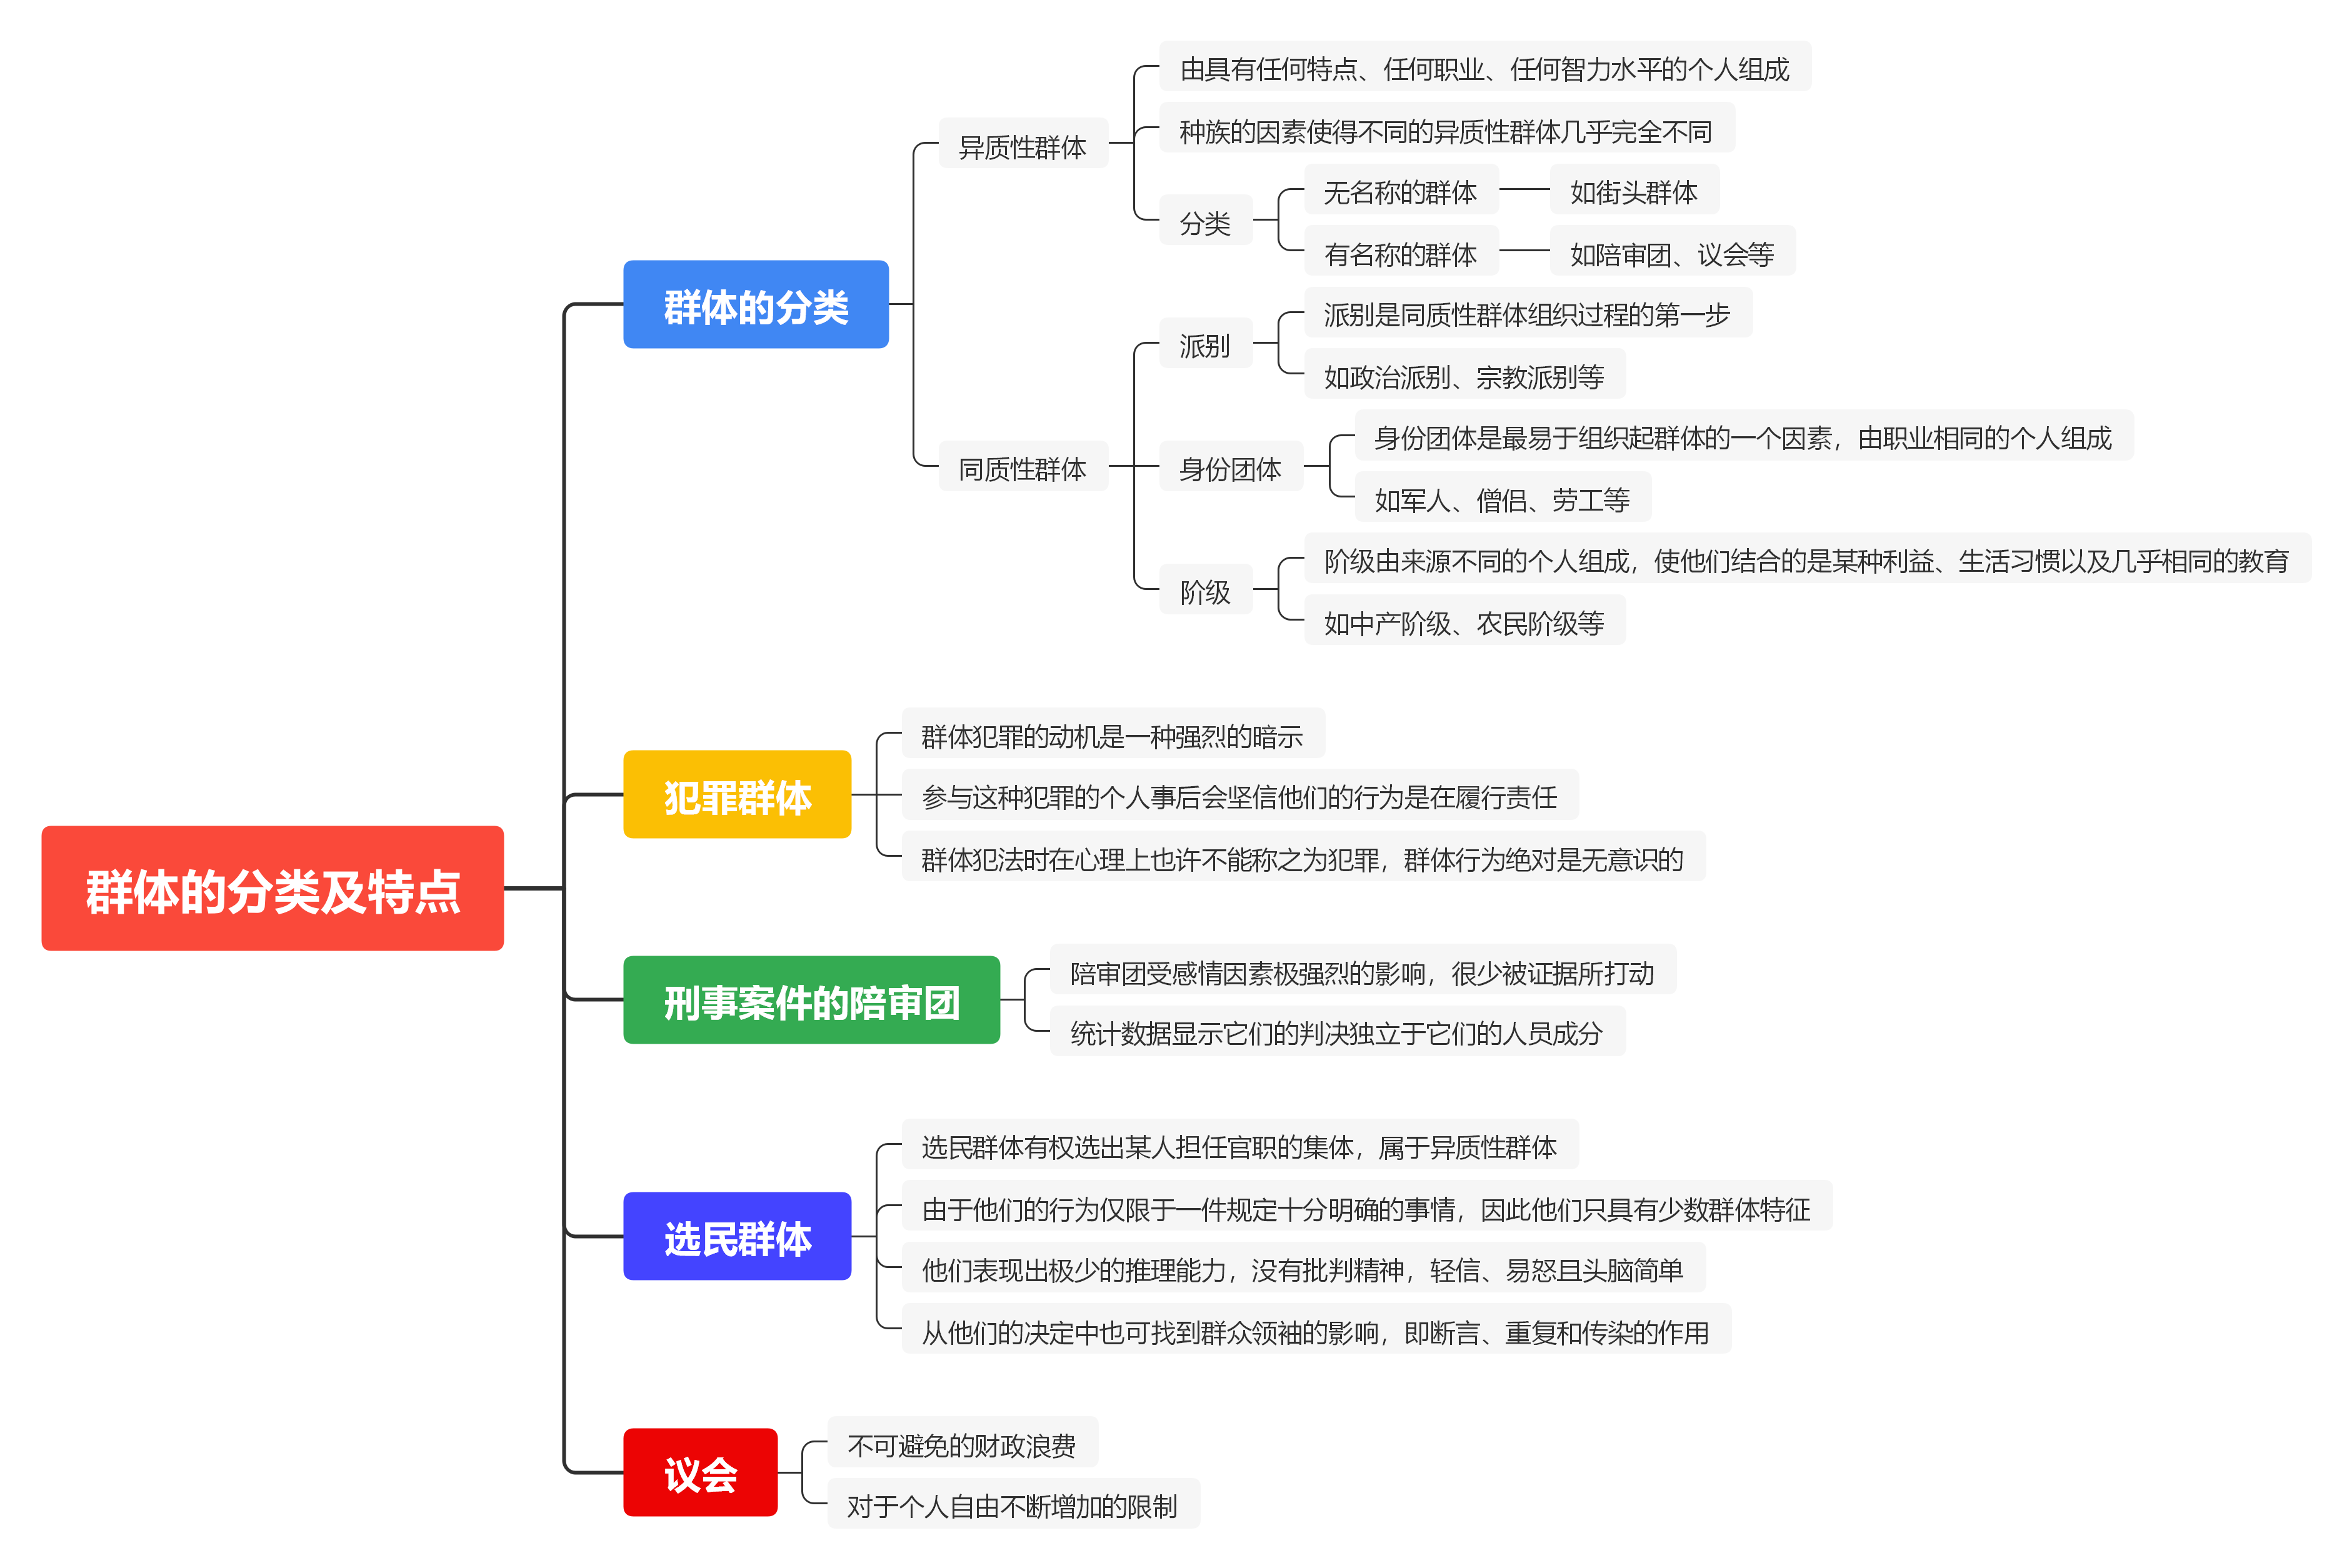 群体的分类及特点
群体的分类
异质性群体
由具有任何特点、任何职业、任何智力水平的个人组成
种族的因素使得不同的异质性群体几乎完全不同
分类
无名称的群体
如街头群体
有名称的群体
如陪审团、议会等
同质性群体
派别
派别是同质性群体组织过程的第一步
如政治派别、宗教派别等
身份团体
身份团体是最易于组织起群体的一个因素，由职业相同的个人组成
如军人、僧侣、劳工等
阶级
阶级由来源不同的个人组成，使他们结合的是某种利益、生活习惯以及几乎相同的教育
如中产阶级、农民阶级等
犯罪群体
群体犯罪的动机是一种强烈的暗示
参与这种犯罪的个人事后会坚信他们的行为是在履行责任
群体犯法时在心理上也许不能称之为犯罪，群体行为绝对是无意识的
刑事案件的陪审团
陪审团受感情因素极强烈的影响，很少被证据所打动
统计数据显示它们的判决独立于它们的人员成分
选民群体
选民群体有权选出某人担任官职的集体，属于异质性群体
由于他们的行为仅限于一件规定十分明确的事情，因此他们只具有少数群体特征
他们表现出极少的推理能力，没有批判精神，轻信、易怒且头脑简单
从他们的决定中也可找到群众领袖的影响，即断言、重复和传染的作用
议会
不可避免的财政浪费
对于个人自由不断增加的限制